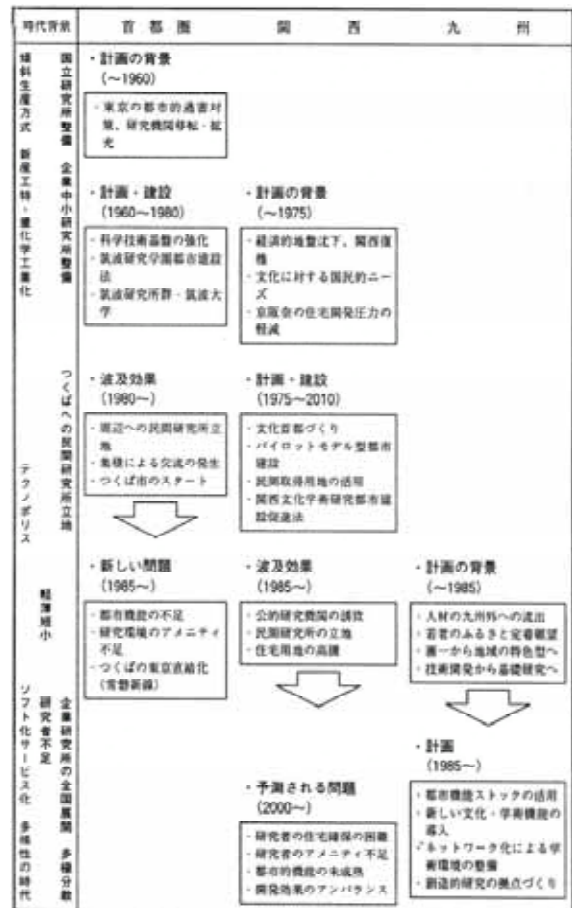 時代背景
首都圏
関西
九州
傾斜生産方式
国立研究所整備
新産工特・重化学工業化
企業中小研究所整備
つくばへの民間研究所立地
テクノポリス
軽薄短小
ソフト化サービス化
研究者不足
企業研究所の全国展開
多極分散
多様性の時代
・計画の背景
(～1960)
・東京の都市的過密対
策、研究機関移転・拡
充
・計画・建設
(1960～1980)
・科学技術基盤の強化
・筑波研究学園都市建設
法
・筑波研究所群・筑波大
学
・計画の背景
(～1975)
・経済的地盤沈下、関西復
権
・文化に対する国民的ニー
ズ
・京阪奈の住宅開発圧力の
軽減
・波及効果
(1980～)
・周辺への民間研究所立
地
・集積による交流の発生
・つくば市のスタート
・計画・建設
(1975～2010)
・文化首都づくり
・パイロットモデル型都市
建設
・民間取得用地の活用
・関西文化学術研究都市建
設促進法
・新しい問題
(1985～)
・都市機能の不足
・研究環境のアメニティ
不足
・つくばの東京直結化
(常磐新線)
・波及効果
(1985～)
・公的研究機関の誘致
・民間研究所の立地
・住宅用地の高騰
・計画の背景
(～1985)
・人材の九州外への流出
・若者のふるさと定着願望
・画一から地域の特色型へ
・技術開発から基礎研究へ
・予測される問題
(2000～)
・研究者の住宅確保の困難
・研究者のアメニティ不足
・都市的機能の未成熟
・開発効果のアンバランス
・計画
(1985～)
・都市機能ストックの活用
・新しい文化・学術機能の
導入
・ネットワーク化による学
術環境の整備
・創造的研究の拠点づくり